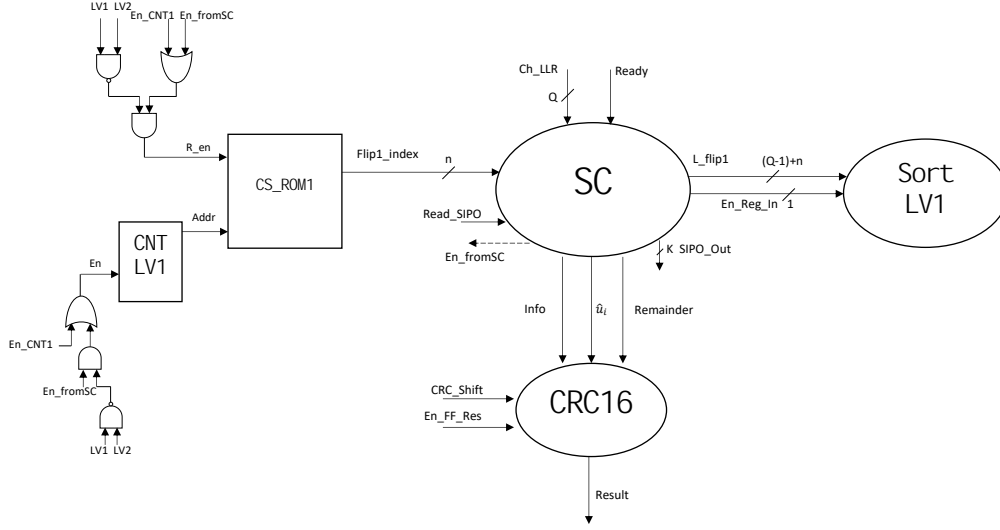 LV1 LV2
En_CNT1 En_fromSC
R_en
CS_ROM1
Addr
CNT
LV1
En
En_CNT1
En_fromSC
LV1 LV2
Flip1_index
n
Ch_LLR
Q
Ready
SC
Read_SIPO
En_fromSC
K SIPO_Out
L_flip1
(Q-1)+n
En_Reg_In
1
Sort
LV1
Info
û_i
Remainder
CRC_Shift
En_FF_Res
CRC16
Result